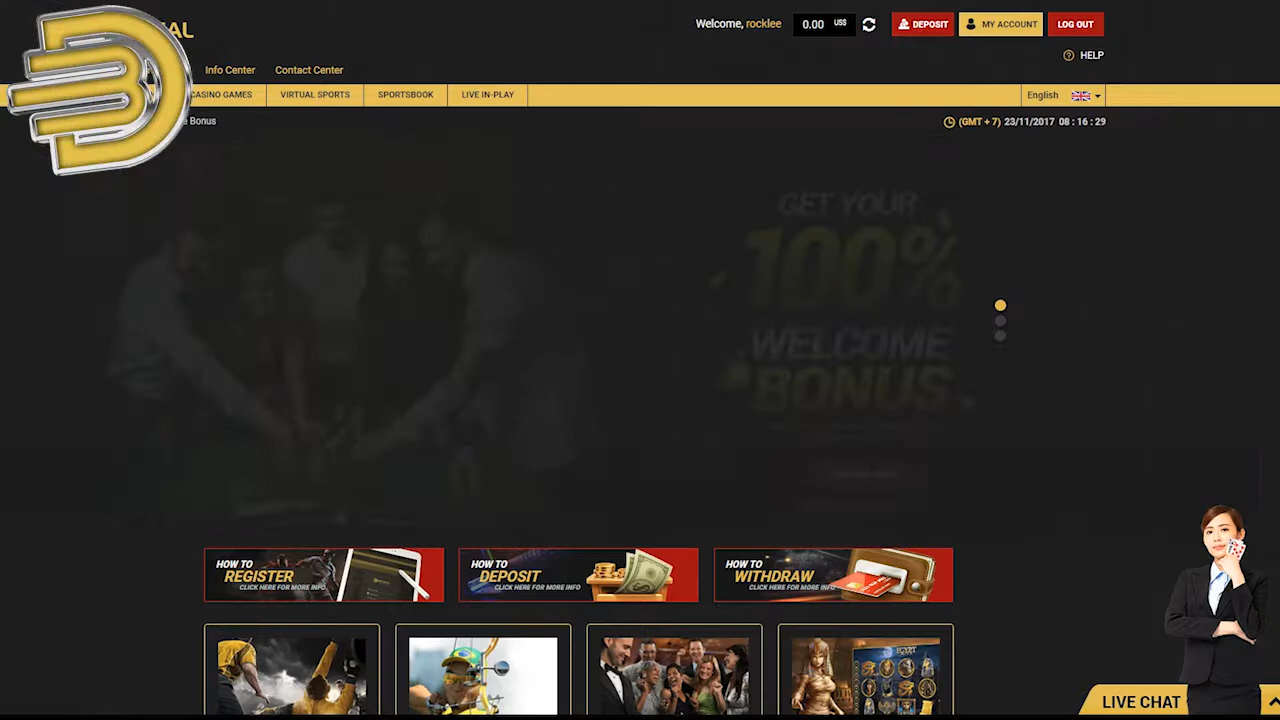 AL
Welcome, rocklee
0.00 US$
DEPOSIT
MY ACCOUNT
LOG OUT
HELP
Info Center
Contact Center
CASINO GAMES
VIRTUAL SPORTS
SPORTSBOOK
LIVE IN-PLAY
English
Bonus
(GMT + 7) 23/11/2017 08 : 16 : 29
GET YOUR
100%
WELCOME
BONUS
HOW TO
REGISTER
CLICK HERE FOR MORE INFO
HOW TO
DEPOSIT
CLICK HERE FOR MORE INFO
HOW TO
WITHDRAW
CLICK HERE FOR MORE INFO
EGYPT
LIVE CHAT